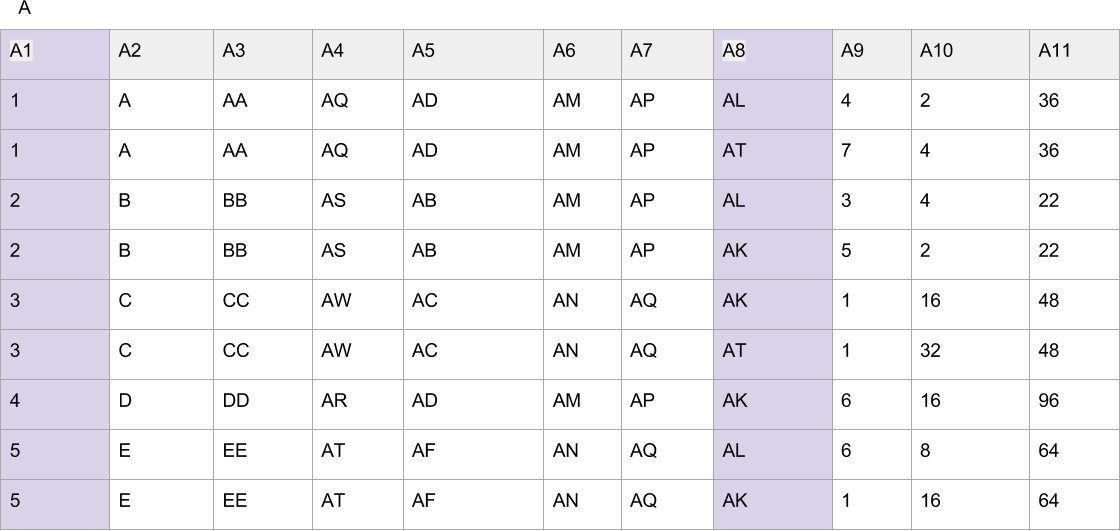 A
A1 A2 A3 A4 A5 A6 A7 A8 A9 A10 A11
1 A AA AQ AD AM AP AL 4 2 36
1 A AA AQ AD AM AP AT 7 4 36
2 B BB AS AB AM AP AL 3 4 22
2 B BB AS AB AM AP AK 5 2 22
3 C CC AW AC AN AQ AK 1 16 48
3 C CC AW AC AN AQ AT 1 32 48
4 D DD AR AD AM AP AK 6 16 96
5 E EE AT AF AN AQ AL 6 8 64
5 E EE AT AF AN AQ AK 1 16 64